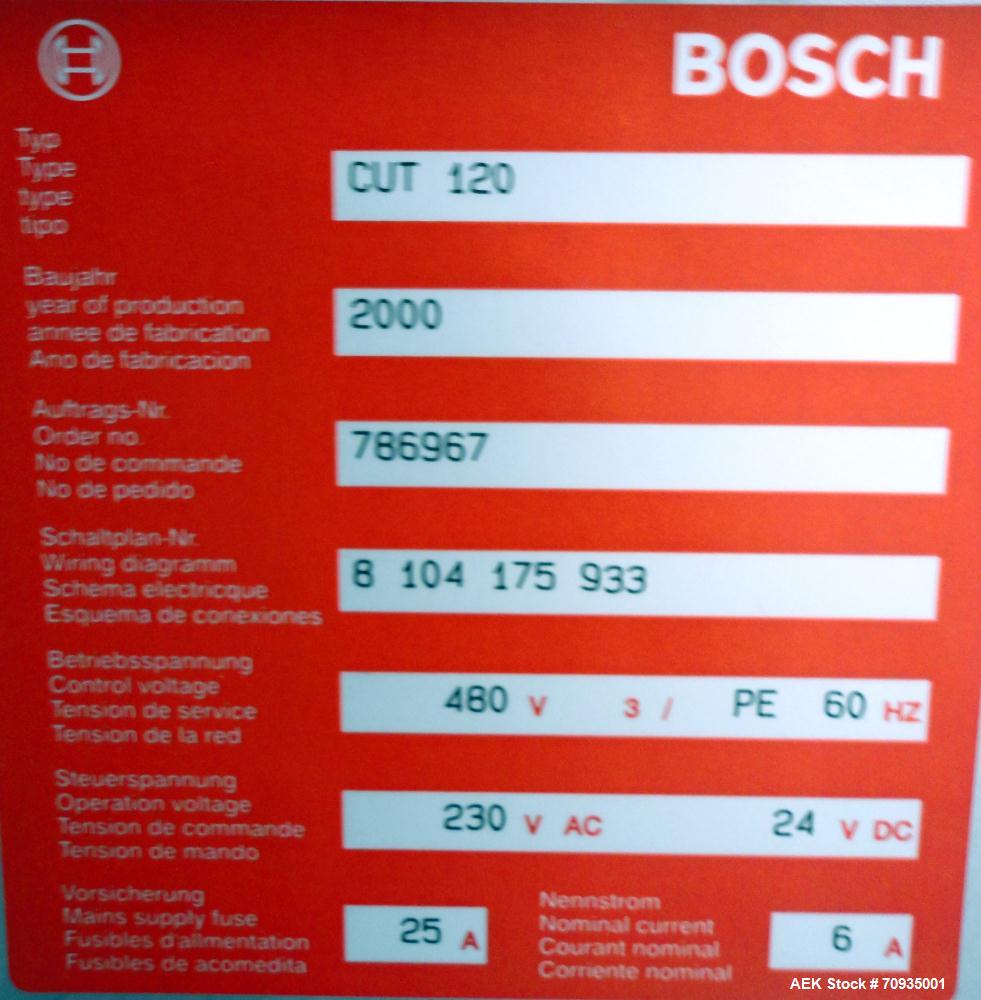 BOSCH
Typ
Type
type
tipo
CUT 120
Baujahr
year of production
annee de fabrication
Ano de fabricacion
2000
Auftrags-Nr.
Order no.
No de commande
No de pedido
786967
Schaltplan-Nr.
Wiring diagramm
Schema electricque
Esquema de conexiones
8 104 175 933
Betriebsspannung
Control voltage
Tension de service
Tension de la red
480 V 3 / PE 60 HZ
Steuerspannung
Operation voltage
Tension de commande
Tension de mando
230 V AC 24 V DC
Vorsicherung
Mains supply fuse
Fusibles d'alimentation
Fusibles de acomedita
25 A
Nennstrom
Nominal current
Courant nominal
Corriente nominal
6 A
AEK Stock # 70935001